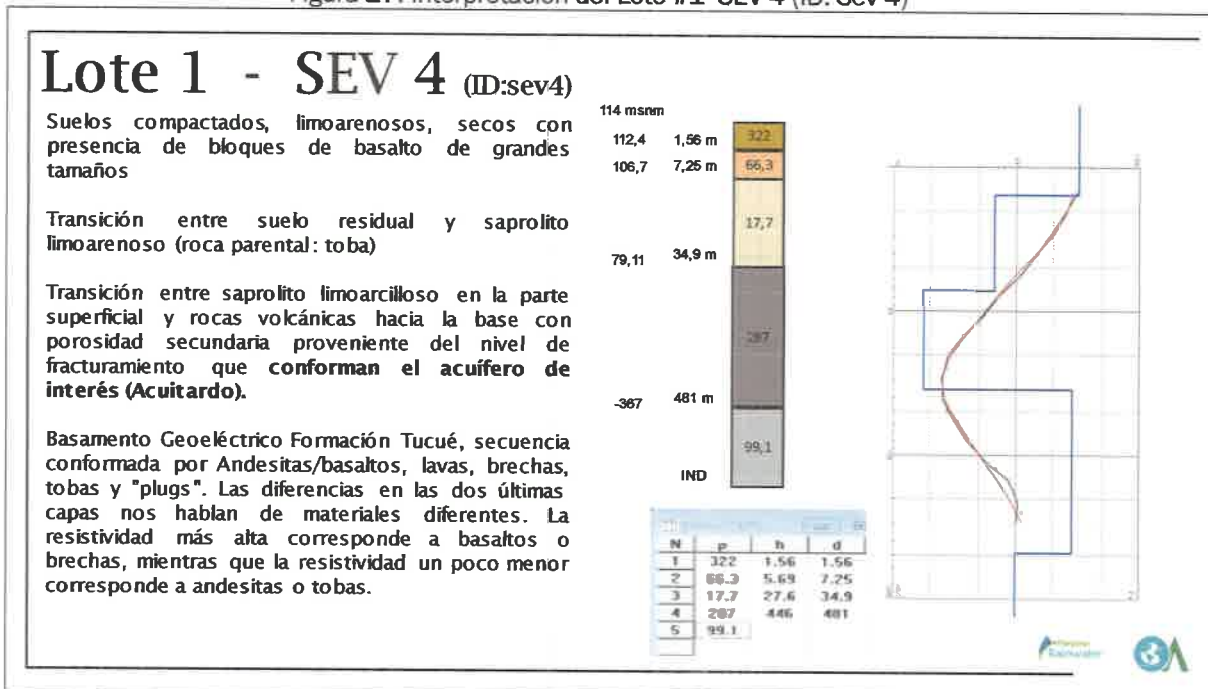 Lote 1 - SEV 4 (ID:sev4)
Suelos compactados, limoarenosos, secos con
presencia de bloques de basalto de grandes
tamaños
Transición entre suelo residual y saprolito
limoarenoso (roca parental: toba)
Transición entre saprolito limoarcilloso en la parte
superficial y rocas volcánicas hacia la base con
porosidad secundaria proveniente del nivel de
fracturamiento que conforman el acuífero de
interés (Acuitardo).
Basamento Geoeléctrico Formación Tucué, secuencia
conformada por Andesitas/basaltos, lavas, brechas,
tobas y "plugs". Las diferencias en las dos últimas
capas nos hablan de materiales diferentes. La
resistividad más alta corresponde a basaltos o
brechas, mientras que la resistividad un poco menor
corresponde a andesitas o tobas.
114 msnm
112,4 1,56 m 322
106,7 7,25 m 66,3
17,7
79,11 34,9 m
287
-367 481 m
99,1
IND
N ρ h d
1 322 1.56 1.56
2 66.3 5.69 7.25
3 17.7 27.6 34.9
4 287 446 481
5 99.1
Rainwater
3A